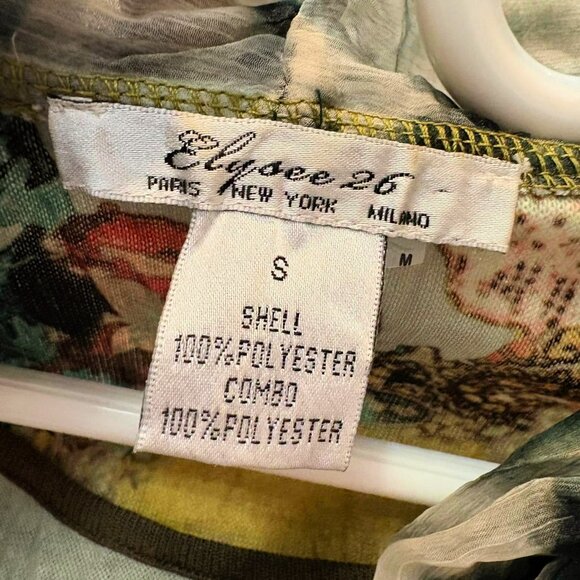 Elysee 26
PARIS NEW YORK MILANO
S
M
SHELL
100%POLYESTER
COMBO
100%POLYESTER